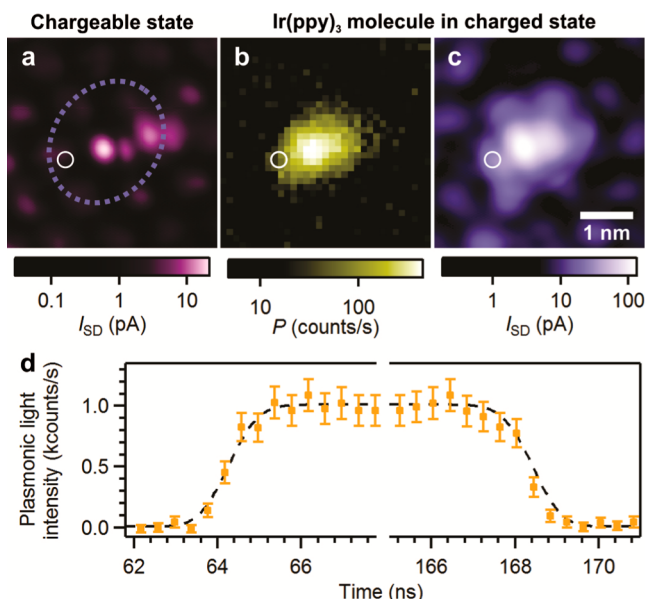 Chargeable state
Ir(ppy)₃ molecule in charged state
a
b
c
1 nm
0.1 1 10
I_SD (pA)
10 100
P (counts/s)
1 10 100
I_SD (pA)
d
Plasmonic light
intensity (kcounts/s)
1.0
0.5
0.0
62 64 66 166 168 170
Time (ns)